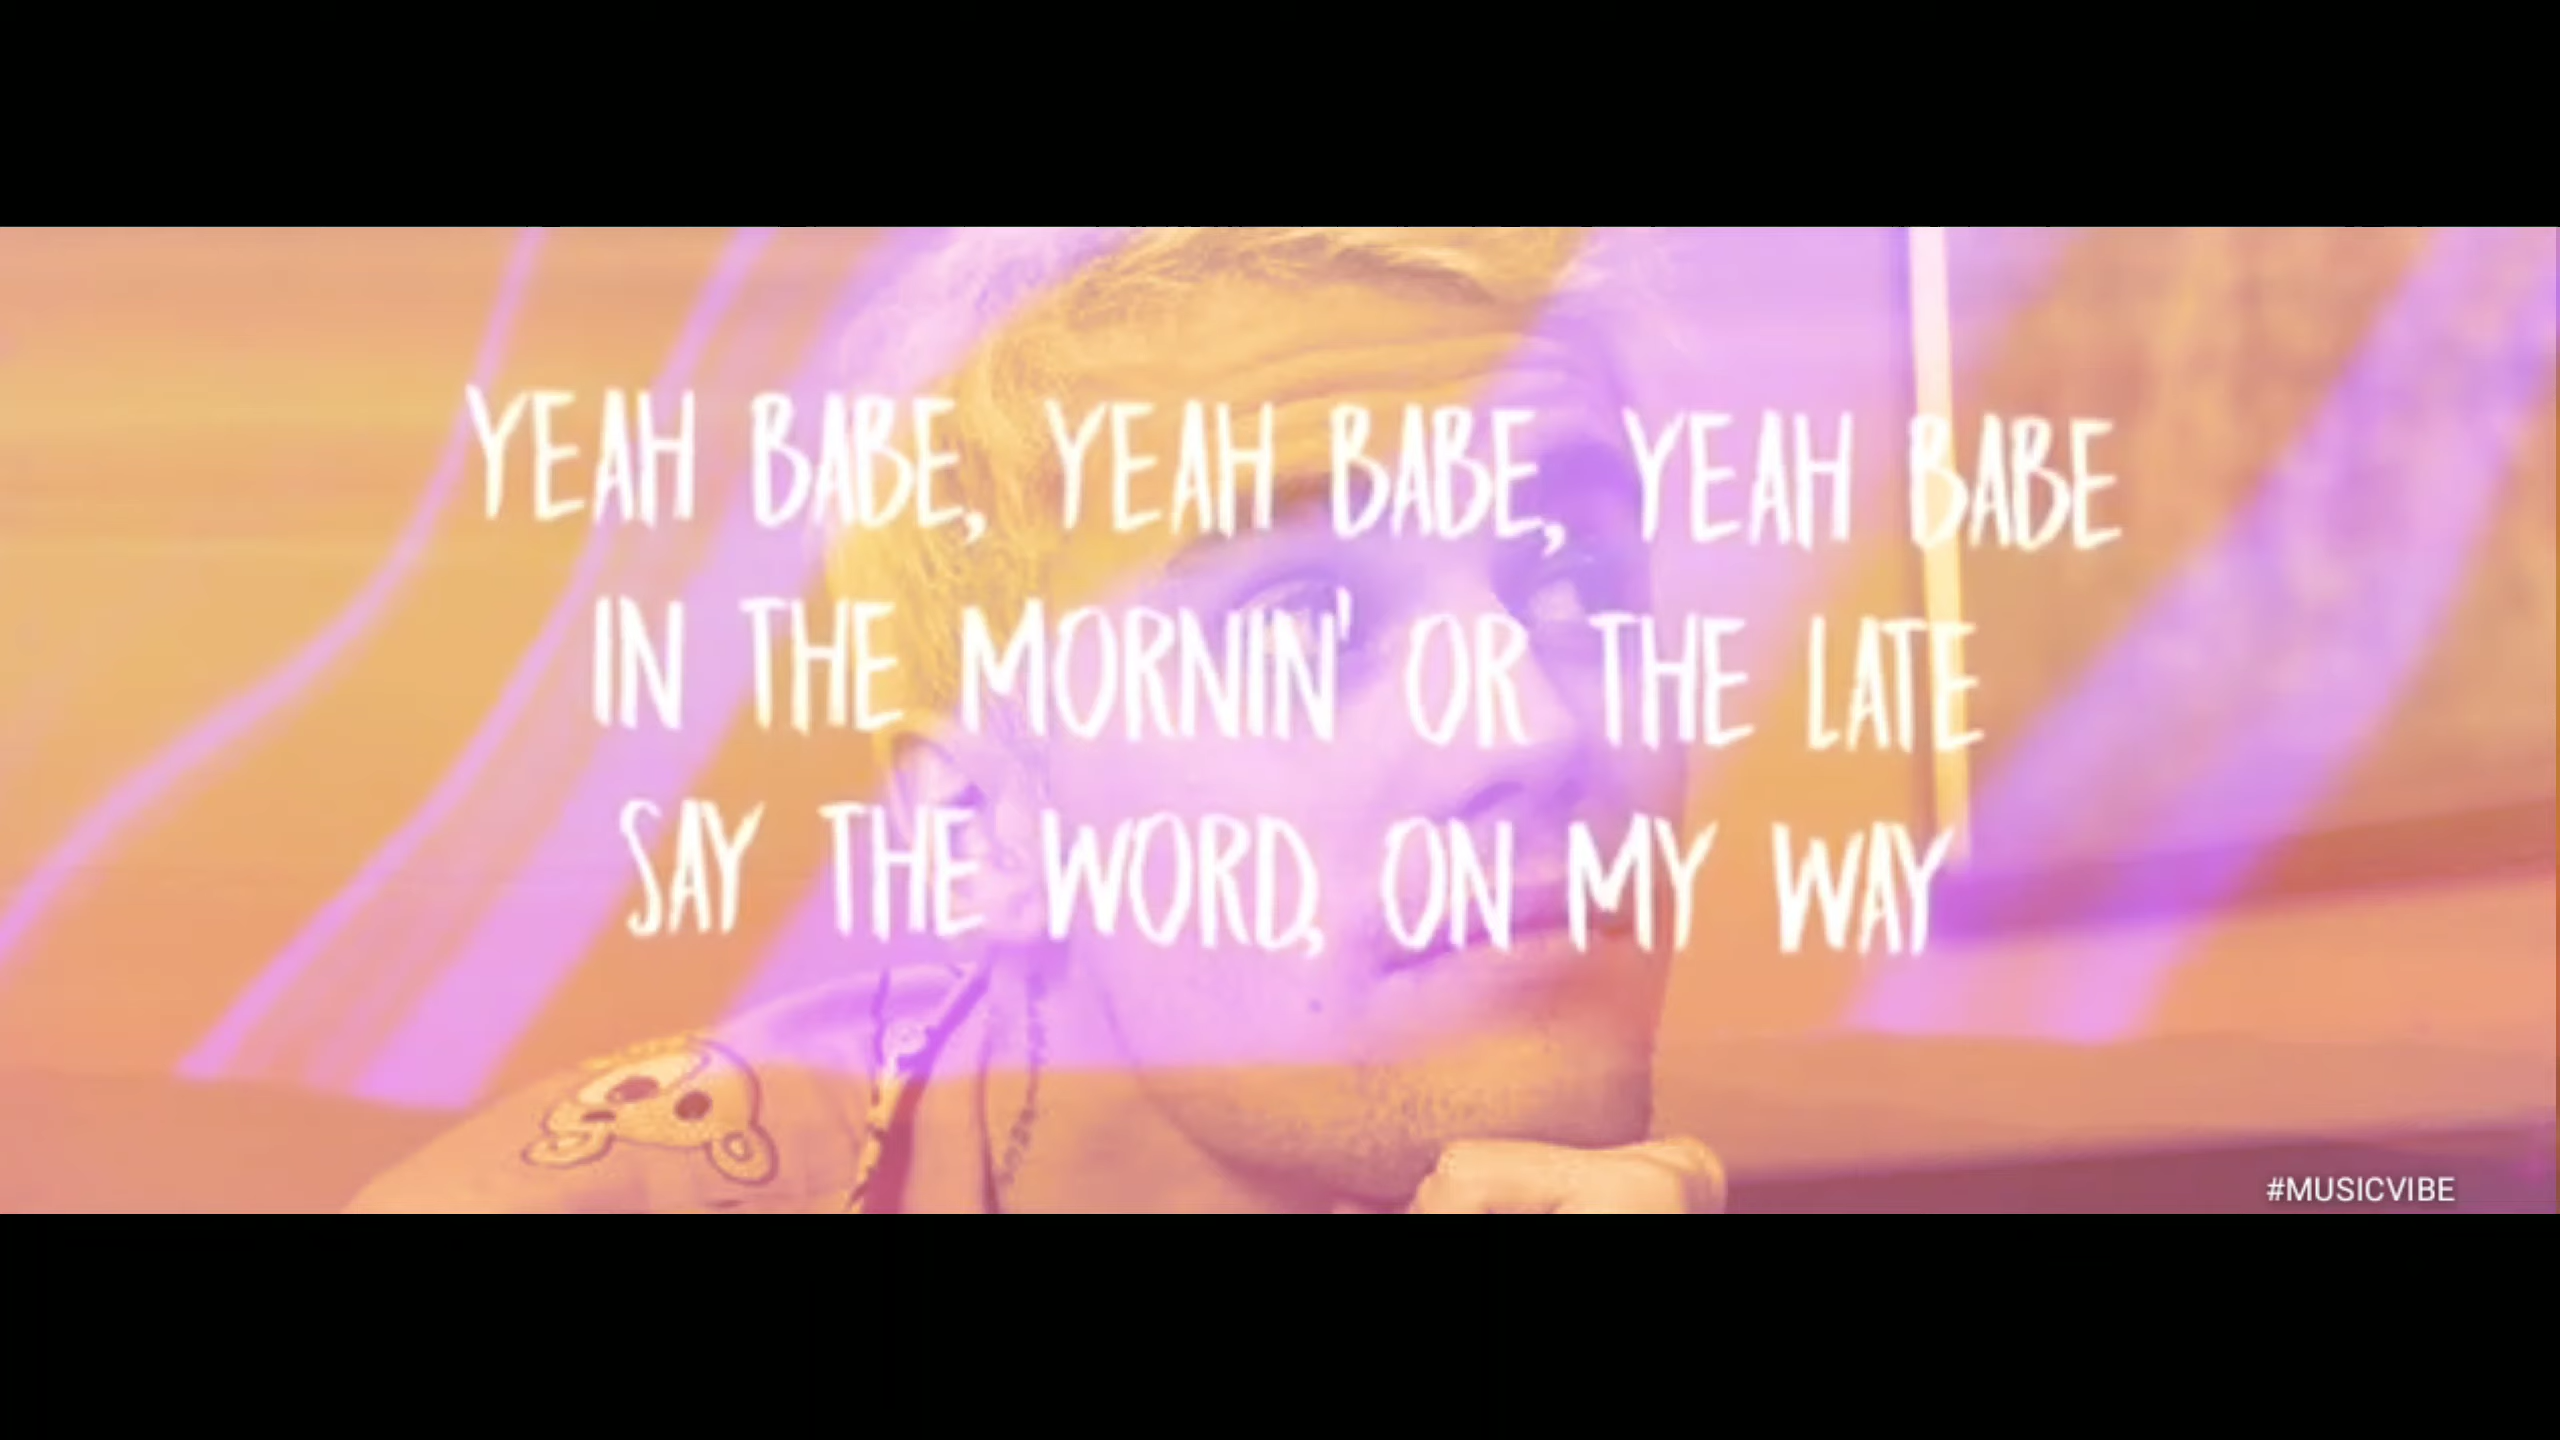 YEAH BABE, YEAH BABE, YEAH BABE
IN THE MORNIN' OR THE LATE
SAY THE WORD, ON MY WAY
#MUSICVIBE